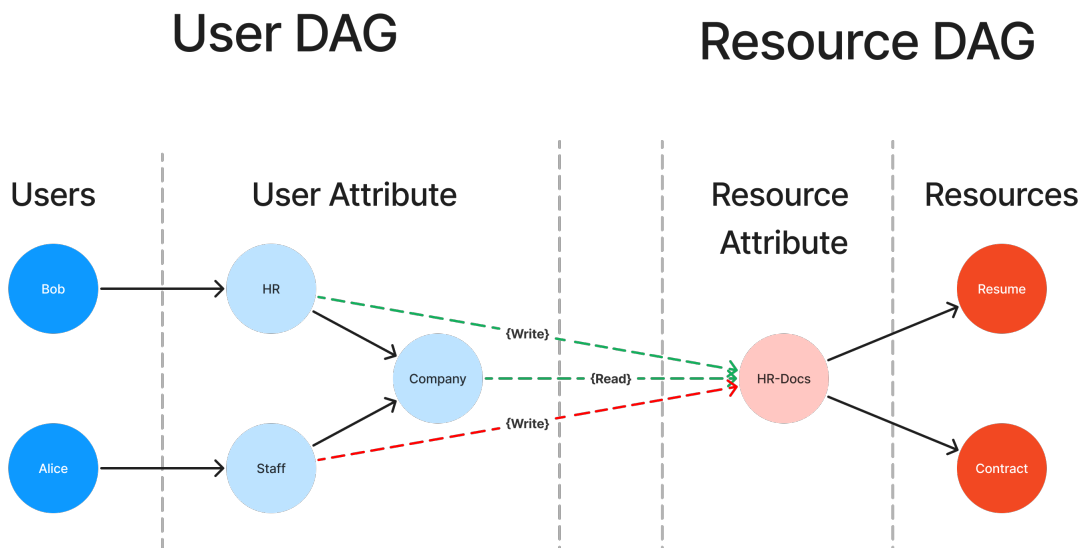 User DAG
Resource DAG
Users
User Attribute
Resource
Attribute
Resources
Bob
HR
{Write}
Resume
Company
{Read}
HR-Docs
{Write}
Alice
Staff
Contract